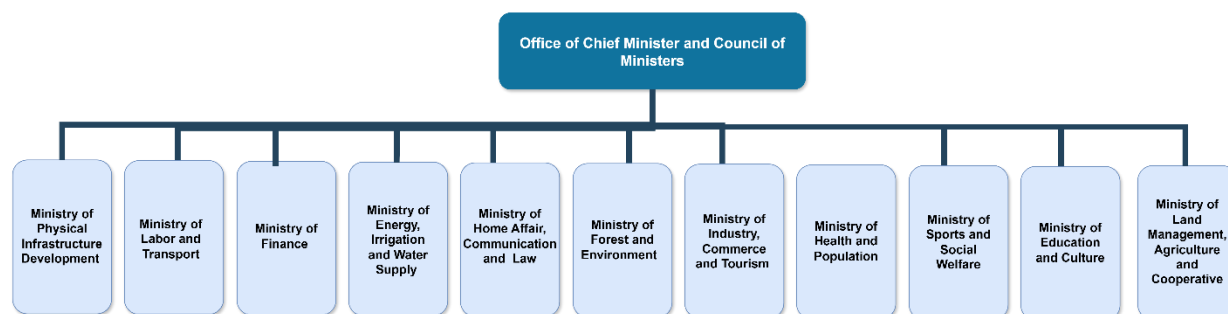 Office of Chief Minister and Council of
Ministers
Ministry of
Physical
Infrastructure
Development
Ministry of
Labor and
Transport
Ministry of
Finance
Ministry of
Energy,
Irrigation
and Water
Supply
Ministry of
Home Affair,
Communication
and Law
Ministry of
Forest and
Environment
Ministry of
Industry,
Commerce
and Tourism
Ministry of
Health and
Population
Ministry of
Sports and
Social
Welfare
Ministry of
Education
and Culture
Ministry of
Land
Management,
Agriculture
and
Cooperative